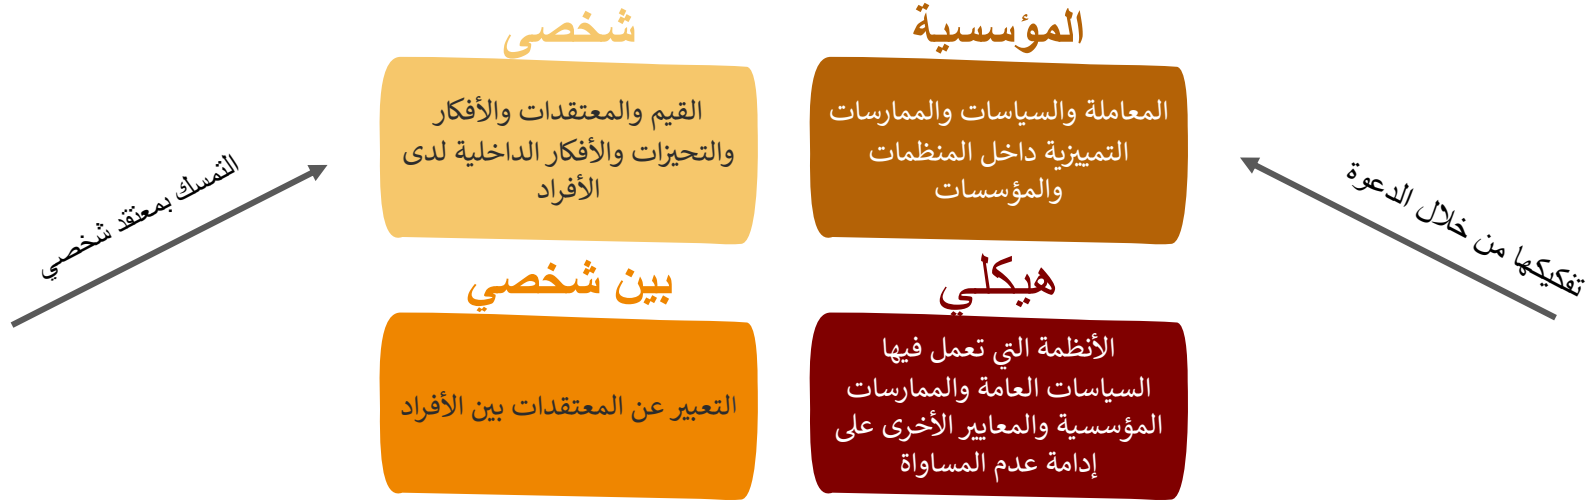 المؤسسية
المعاملة والسياسات والممارسات
التمييزية داخل المنظمات
والمؤسسات
شخصي
القيم والمعتقدات والأفكار
والتحيزات والأفكار الداخلية لدى
الأفراد
هيكلي
الأنظمة التي تعمل فيها
السياسات العامة والممارسات
المؤسسية والمعايير الأخرى على
إدامة عدم المساواة
بين شخصي
التعبير عن المعتقدات بين الأفراد
تفكيكها من خلال الدعوة
التمسك بمعتقد شخصي